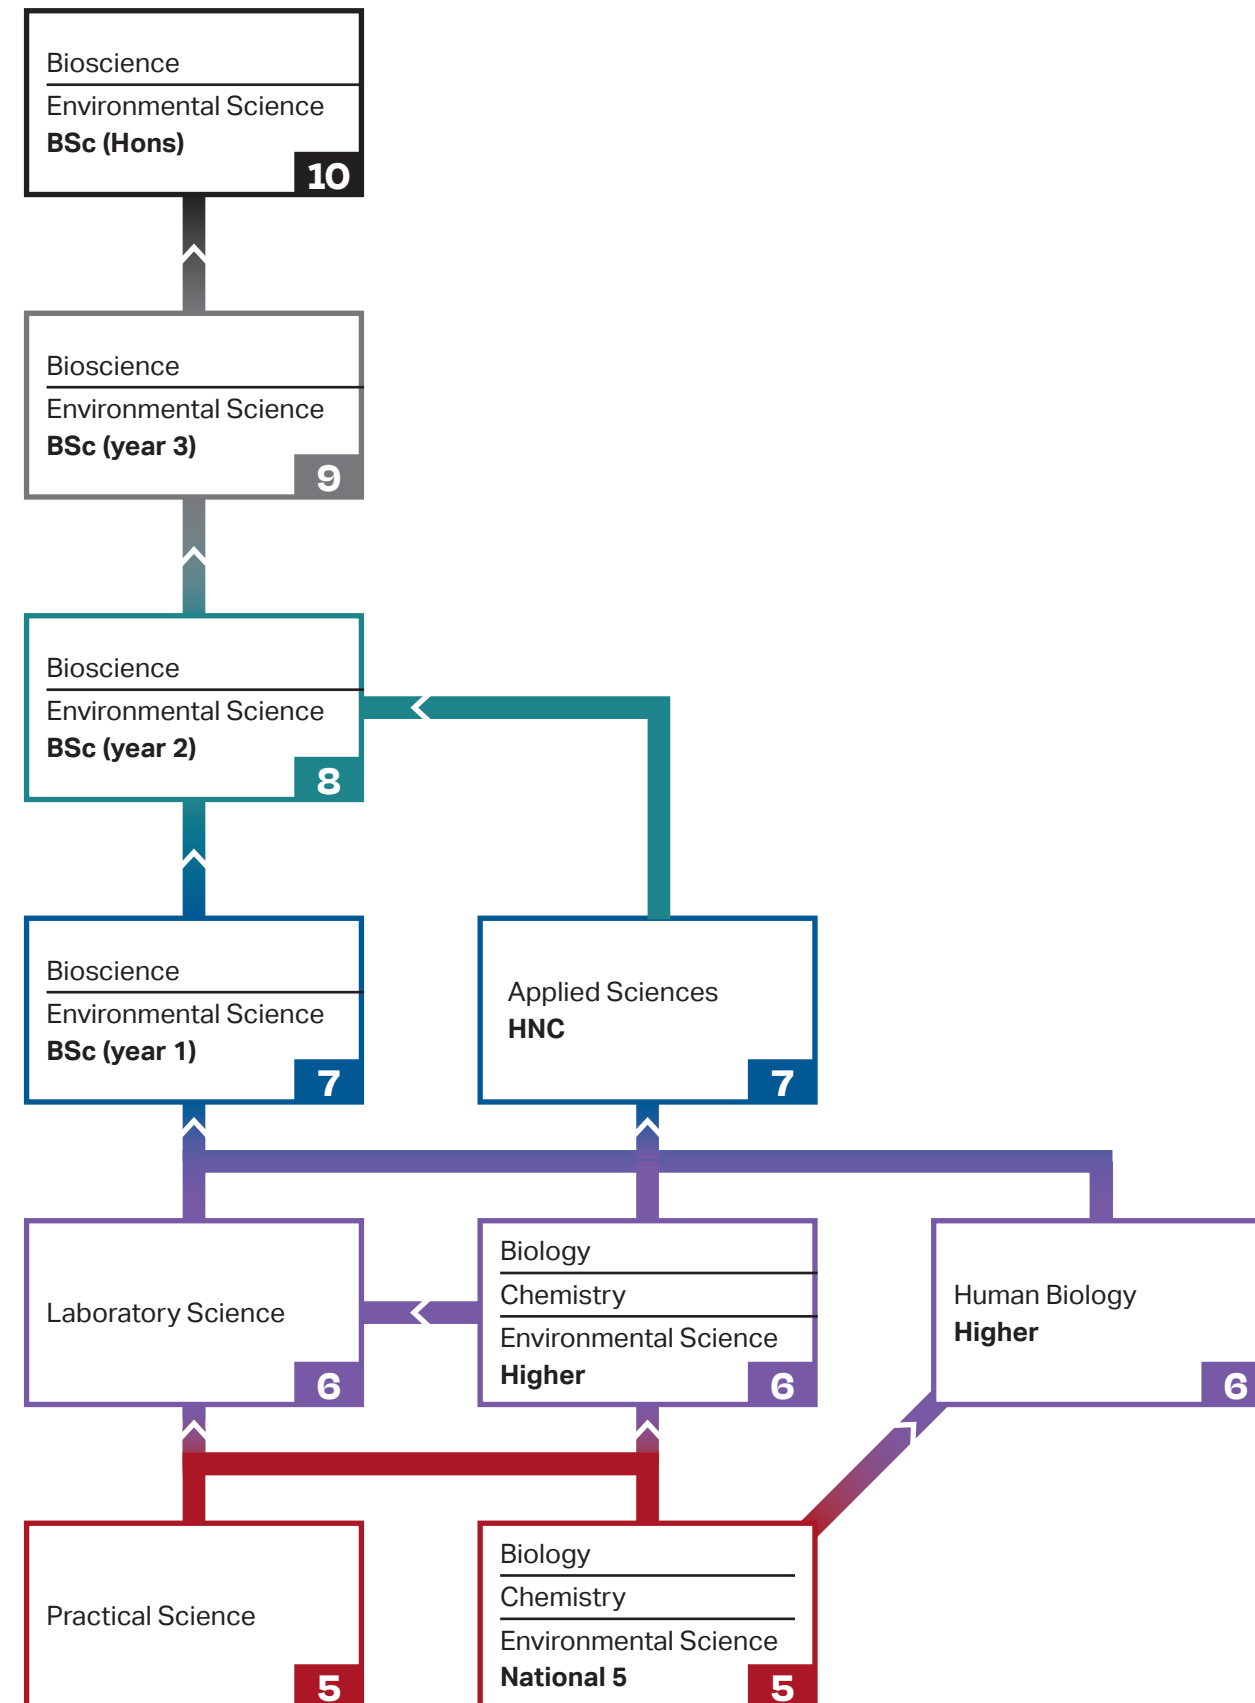 Bioscience
Environmental Science
BSc (Hons)
10
Bioscience
Environmental Science
BSc (year 3)
9
Bioscience
Environmental Science
BSc (year 2)
8
Bioscience
Environmental Science
BSc (year 1)
7
Applied Sciences
HNC
7
Laboratory Science
6
Biology
Chemistry
Environmental Science
Higher
6
Human Biology
Higher
6
Practical Science
5
Biology
Chemistry
Environmental Science
National 5
5